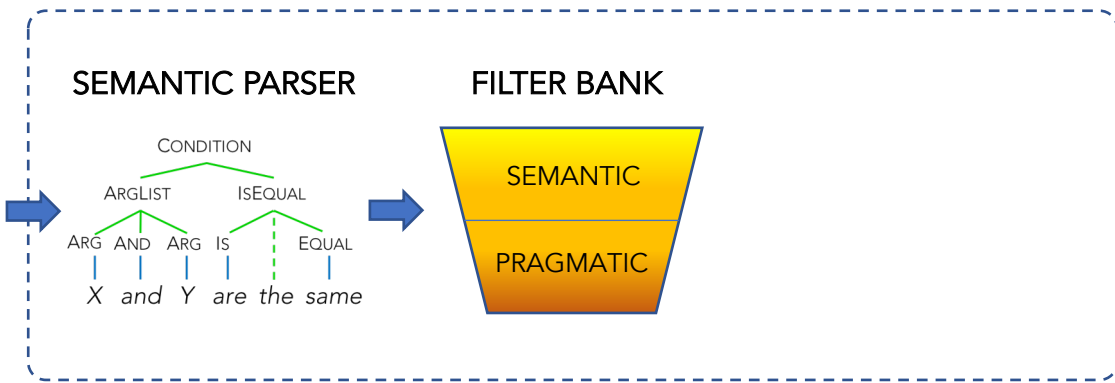 SEMANTIC PARSER
CONDITION
ARGLIST ISEQUAL
ARG AND ARG IS EQUAL
X and Y are the same
FILTER BANK
SEMANTIC
PRAGMATIC